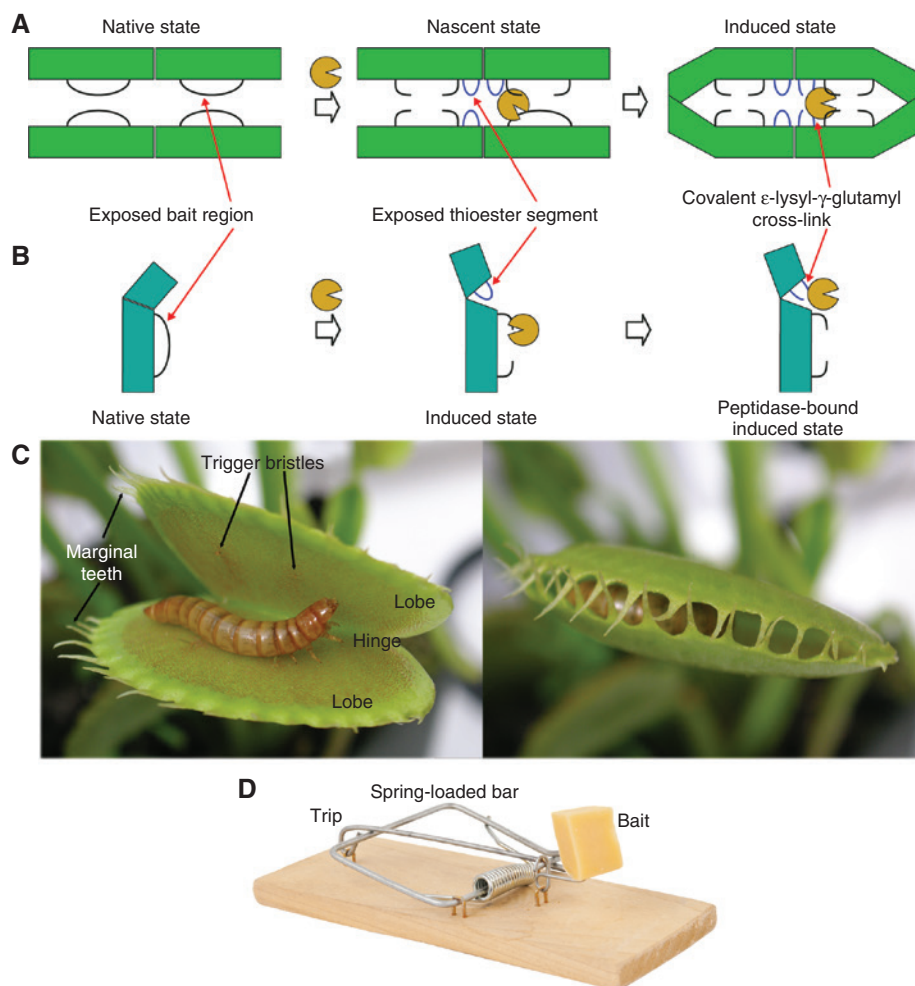 A
Native state
Nascent state
Induced state
Exposed bait region
Exposed thioester segment
Covalent ε-lysyl-γ-glutamyl
cross-link
B
Native state
Induced state
Peptidase-bound
induced state
C
Trigger bristles
Marginal
teeth
Lobe
Hinge
Lobe
D
Spring-loaded bar
Trip
Bait